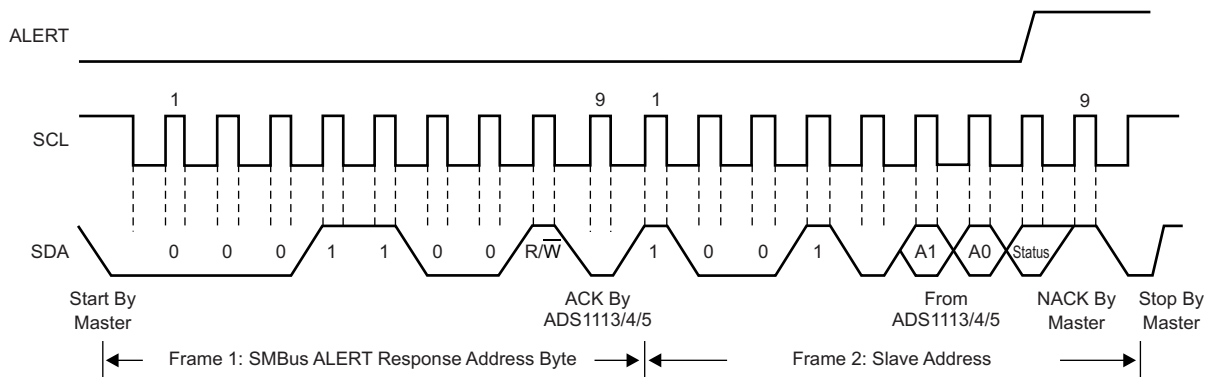 ALERT
1 9 1 9
SCL
SDA
0 0 0 1 1 0 0 R/W 1 0 0 1 A1 A0 Status
Start By
Master
ACK By
ADS1113/4/5
From
ADS1113/4/5
NACK By
Master
Stop By
Master
Frame 1: SMBus ALERT Response Address Byte
Frame 2: Slave Address